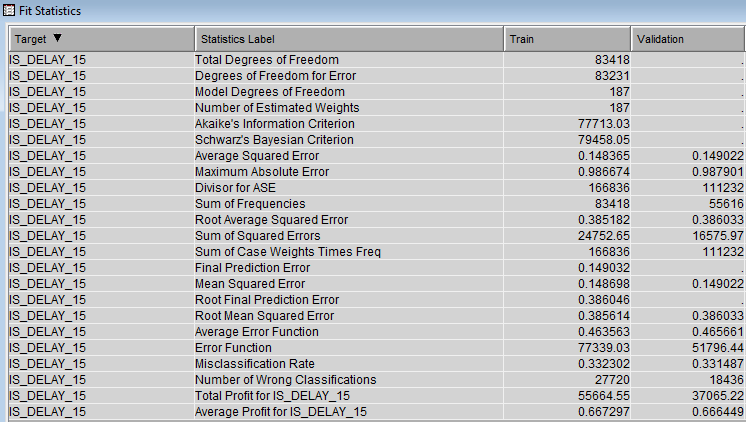 Fit Statistics
Target ▼ Statistics Label Train Validation
IS_DELAY_15 Total Degrees of Freedom 83418 .
IS_DELAY_15 Degrees of Freedom for Error 83231 .
IS_DELAY_15 Model Degrees of Freedom 187 .
IS_DELAY_15 Number of Estimated Weights 187 .
IS_DELAY_15 Akaike's Information Criterion 77713.03 .
IS_DELAY_15 Schwarz's Bayesian Criterion 79458.05 .
IS_DELAY_15 Average Squared Error 0.148365 0.149022
IS_DELAY_15 Maximum Absolute Error 0.986674 0.987901
IS_DELAY_15 Divisor for ASE 166836 111232
IS_DELAY_15 Sum of Frequencies 83418 55616
IS_DELAY_15 Root Average Squared Error 0.385182 0.386033
IS_DELAY_15 Sum of Squared Errors 24752.65 16575.97
IS_DELAY_15 Sum of Case Weights Times Freq 166836 111232
IS_DELAY_15 Final Prediction Error 0.149032 .
IS_DELAY_15 Mean Squared Error 0.148698 0.149022
IS_DELAY_15 Root Final Prediction Error 0.386046 .
IS_DELAY_15 Root Mean Squared Error 0.385614 0.386033
IS_DELAY_15 Average Error Function 0.463563 0.465661
IS_DELAY_15 Error Function 77339.03 51796.44
IS_DELAY_15 Misclassification Rate 0.332302 0.331487
IS_DELAY_15 Number of Wrong Classifications 27720 18436
IS_DELAY_15 Total Profit for IS_DELAY_15 55664.55 37065.22
IS_DELAY_15 Average Profit for IS_DELAY_15 0.667297 0.666449